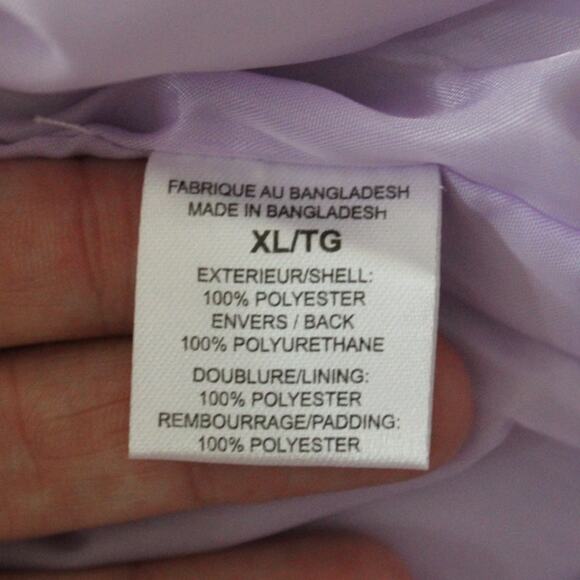 FABRIQUE AU BANGLADESH
MADE IN BANGLADESH
XL/TG
EXTERIEUR/SHELL:
100% POLYESTER
ENVERS / BACK
100% POLYURETHANE
DOUBLURE/LINING:
100% POLYESTER
REMBOURRAGE/PADDING:
100% POLYESTER